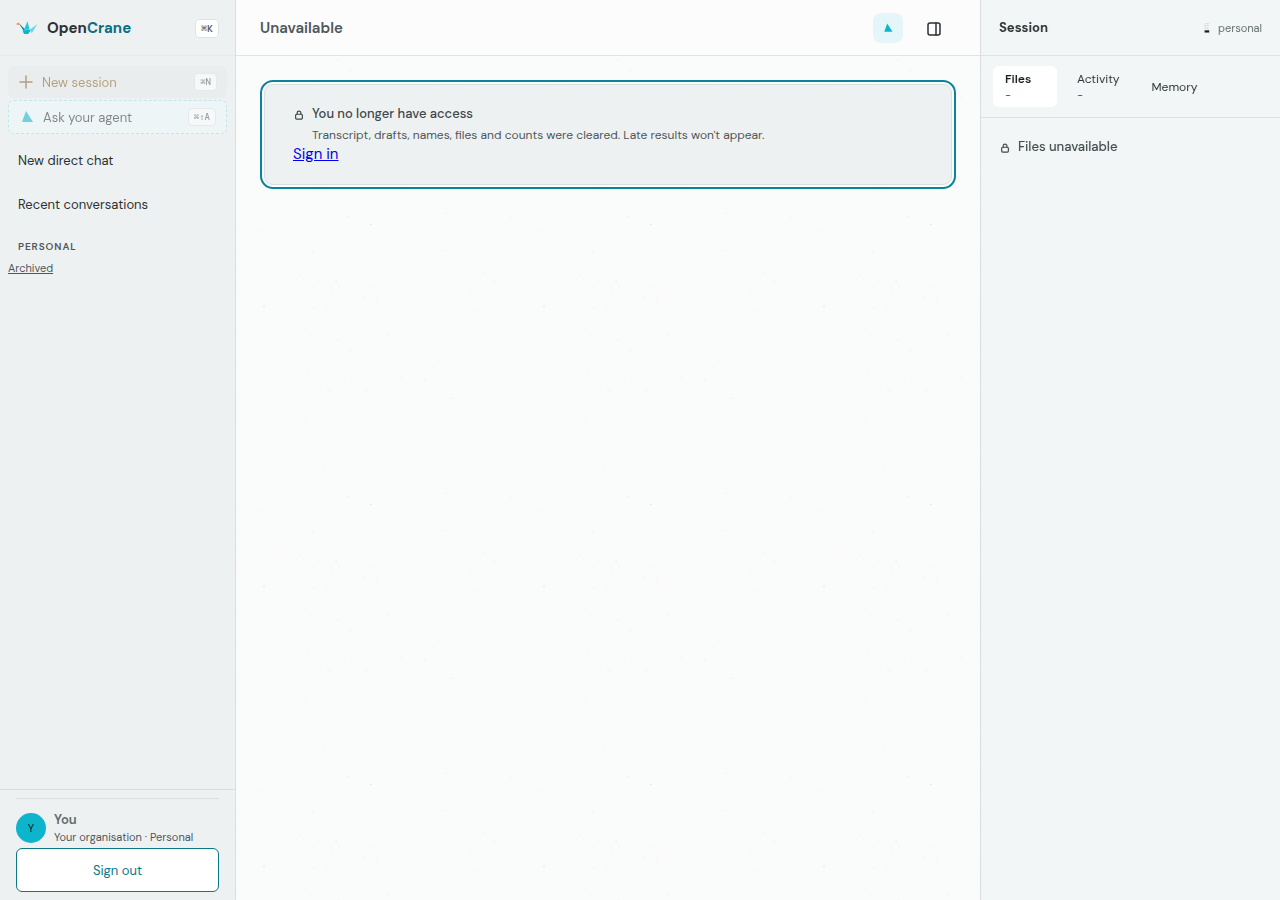 OpenCrane
⌘K
New session
⌘N
Ask your agent
⌘⇧A
New direct chat
Recent conversations
PERSONAL
Archived
Y
You
Your organisation · Personal
Sign out
Unavailable
You no longer have access
Transcript, drafts, names, files and counts were cleared. Late results won't appear.
Sign in
Session
personal
Files
-
Activity
-
Memory
Files unavailable